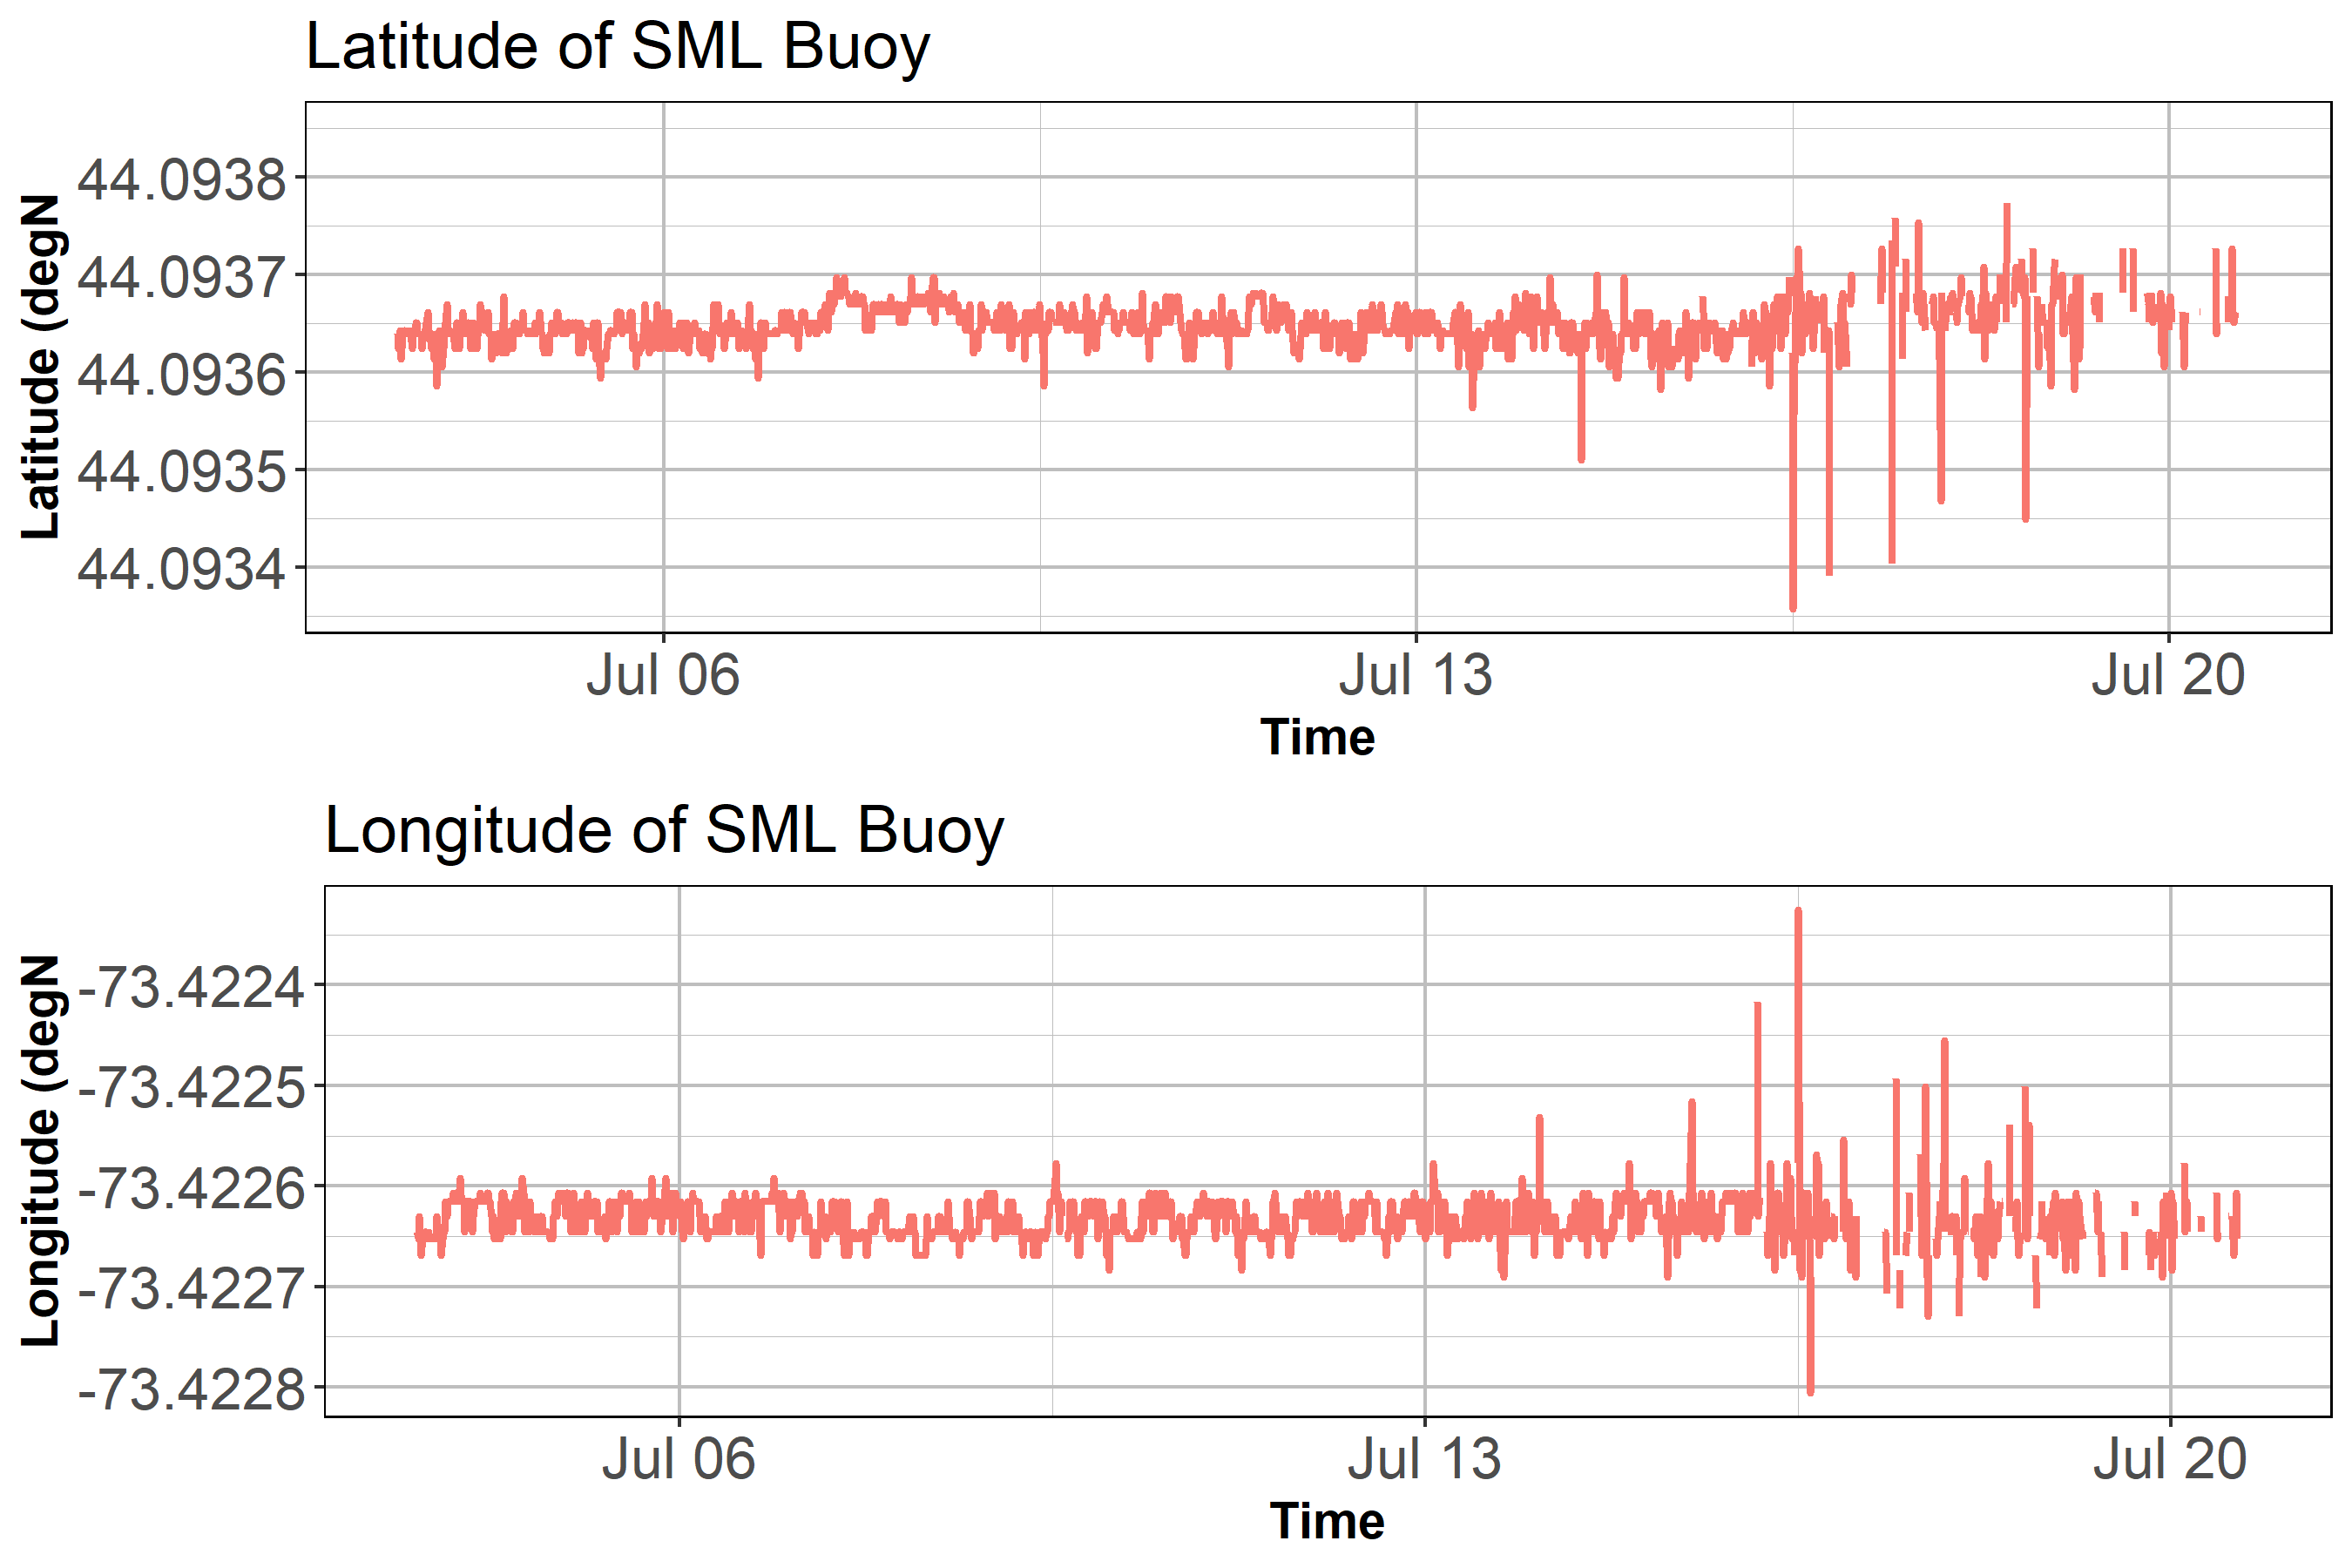 Latitude of SML Buoy
Latitude (degN
44.0938
44.0937
44.0936
44.0935
44.0934
Jul 06
Jul 13
Jul 20
Time
Longitude of SML Buoy
Longitude (degN
-73.4224
-73.4225
-73.4226
-73.4227
-73.4228
Jul 06
Jul 13
Jul 20
Time